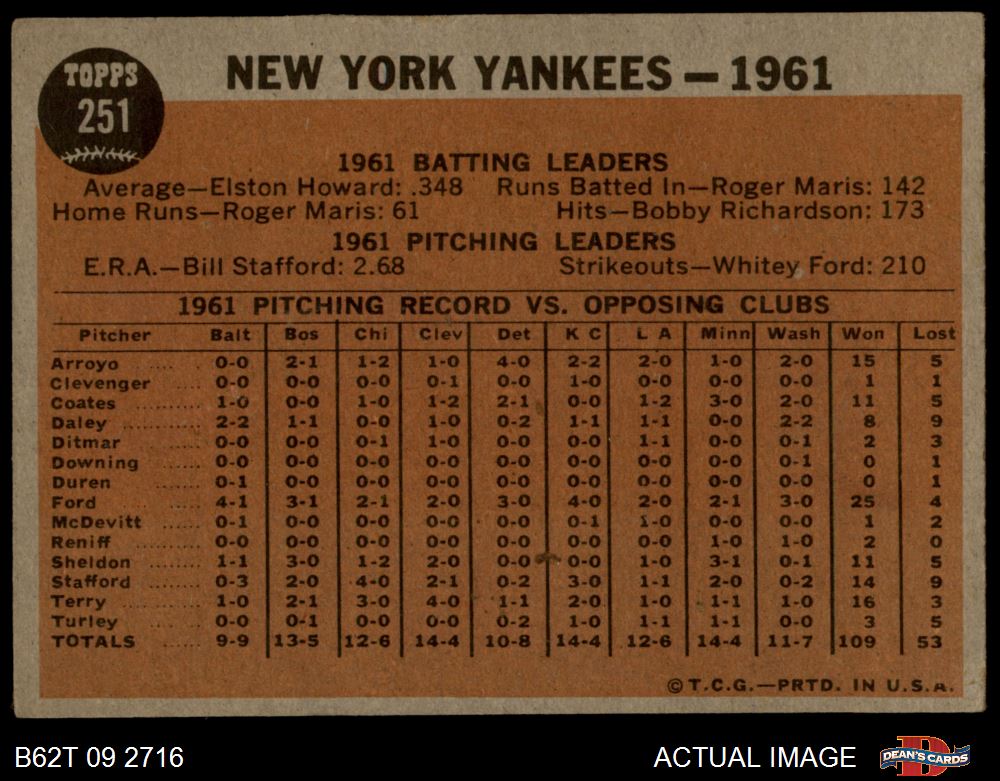 TOPPS
251
NEW YORK YANKEES — 1961
1961 BATTING LEADERS
Average—Elston Howard: .348 Runs Batted In—Roger Maris: 142
Home Runs—Roger Maris: 61 Hits—Bobby Richardson: 173
1961 PITCHING LEADERS
E.R.A.—Bill Stafford: 2.68 Strikeouts—Whitey Ford: 210
1961 PITCHING RECORD VS. OPPOSING CLUBS
Pitcher Balt Bos Chi Clev Det K C L A Minn Wash Won Lost
Arroyo .... 0-0 2-1 1-2 1-0 4-0 2-2 2-0 1-0 2-0 15 5
Clevenger .... 0-0 0-0 0-0 0-1 0-0 1-0 0-0 0-0 0-0 1 1
Coates .......... 1-0 0-0 1-0 1-2 2-1 0-0 1-2 3-0 2-0 11 5
Daley ............ 2-2 1-1 0-0 1-0 0-2 1-1 1-1 0-0 2-2 8 9
Ditmar .......... 0-0 0-0 0-1 1-0 0-0 0-0 1-1 0-0 0-1 2 3
Downing ...... 0-0 0-0 0-0 0-0 0-0 0-0 0-0 0-0 0-1 0 1
Duren ....... 0-1 0-0 0-0 0-0 0-0 0-0 0-0 0-0 0-0 0 1
Ford .......... 4-1 3-1 2-1 2-0 3-0 4-0 2-0 2-1 3-0 25 4
McDevitt ...... 0-1 0-0 0-0 0-0 0-0 0-1 1-0 0-0 0-0 1 2
Reniff .......... 0-0 0-0 0-0 0-0 0-0 0-0 0-0 1-0 1-0 2 0
Sheldon ...... 1-1 3-0 1-2 2-0 0-0 0-0 1-0 3-1 0-1 11 5
Stafford ...... 0-3 2-0 4-0 2-1 0-2 3-0 1-1 2-0 0-2 14 9
Terry ............ 1-0 2-1 3-0 4-0 1-1 2-0 1-0 1-1 1-0 16 3
Turley .......... 0-0 0-1 0-0 0-0 0-2 1-0 1-1 1-1 0-0 3 5
TOTALS ...... 9-9 13-5 12-6 14-4 10-8 14-4 12-6 14-4 11-7 109 53
© T.C.G.—PRTD. IN U.S.A.
B62T 09 2716 ACTUAL IMAGE DEAN'S CARDS